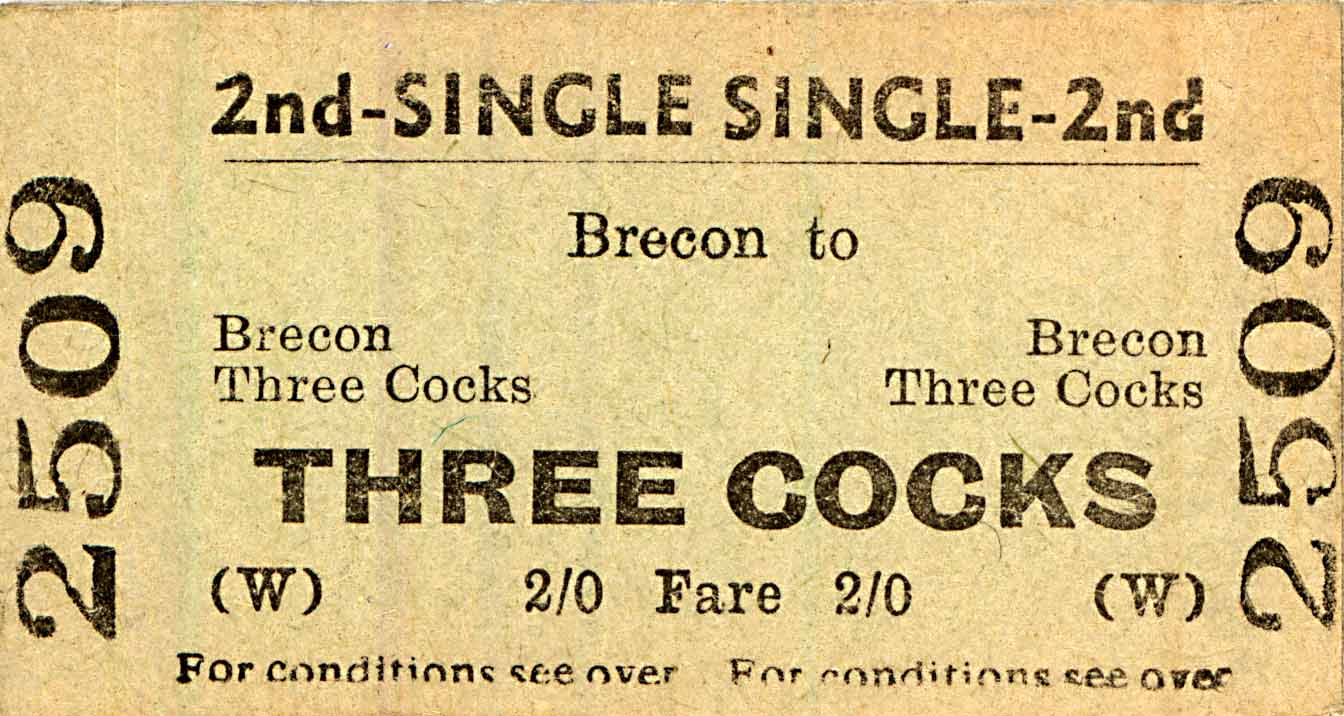 2nd-SINGLE SINGLE-2nd
Brecon to
Brecon Brecon
Three Cocks Three Cocks
THREE COCKS
(W) 2/0 Fare 2/0 (W)
For conditions see over For conditions see over
2509
2509